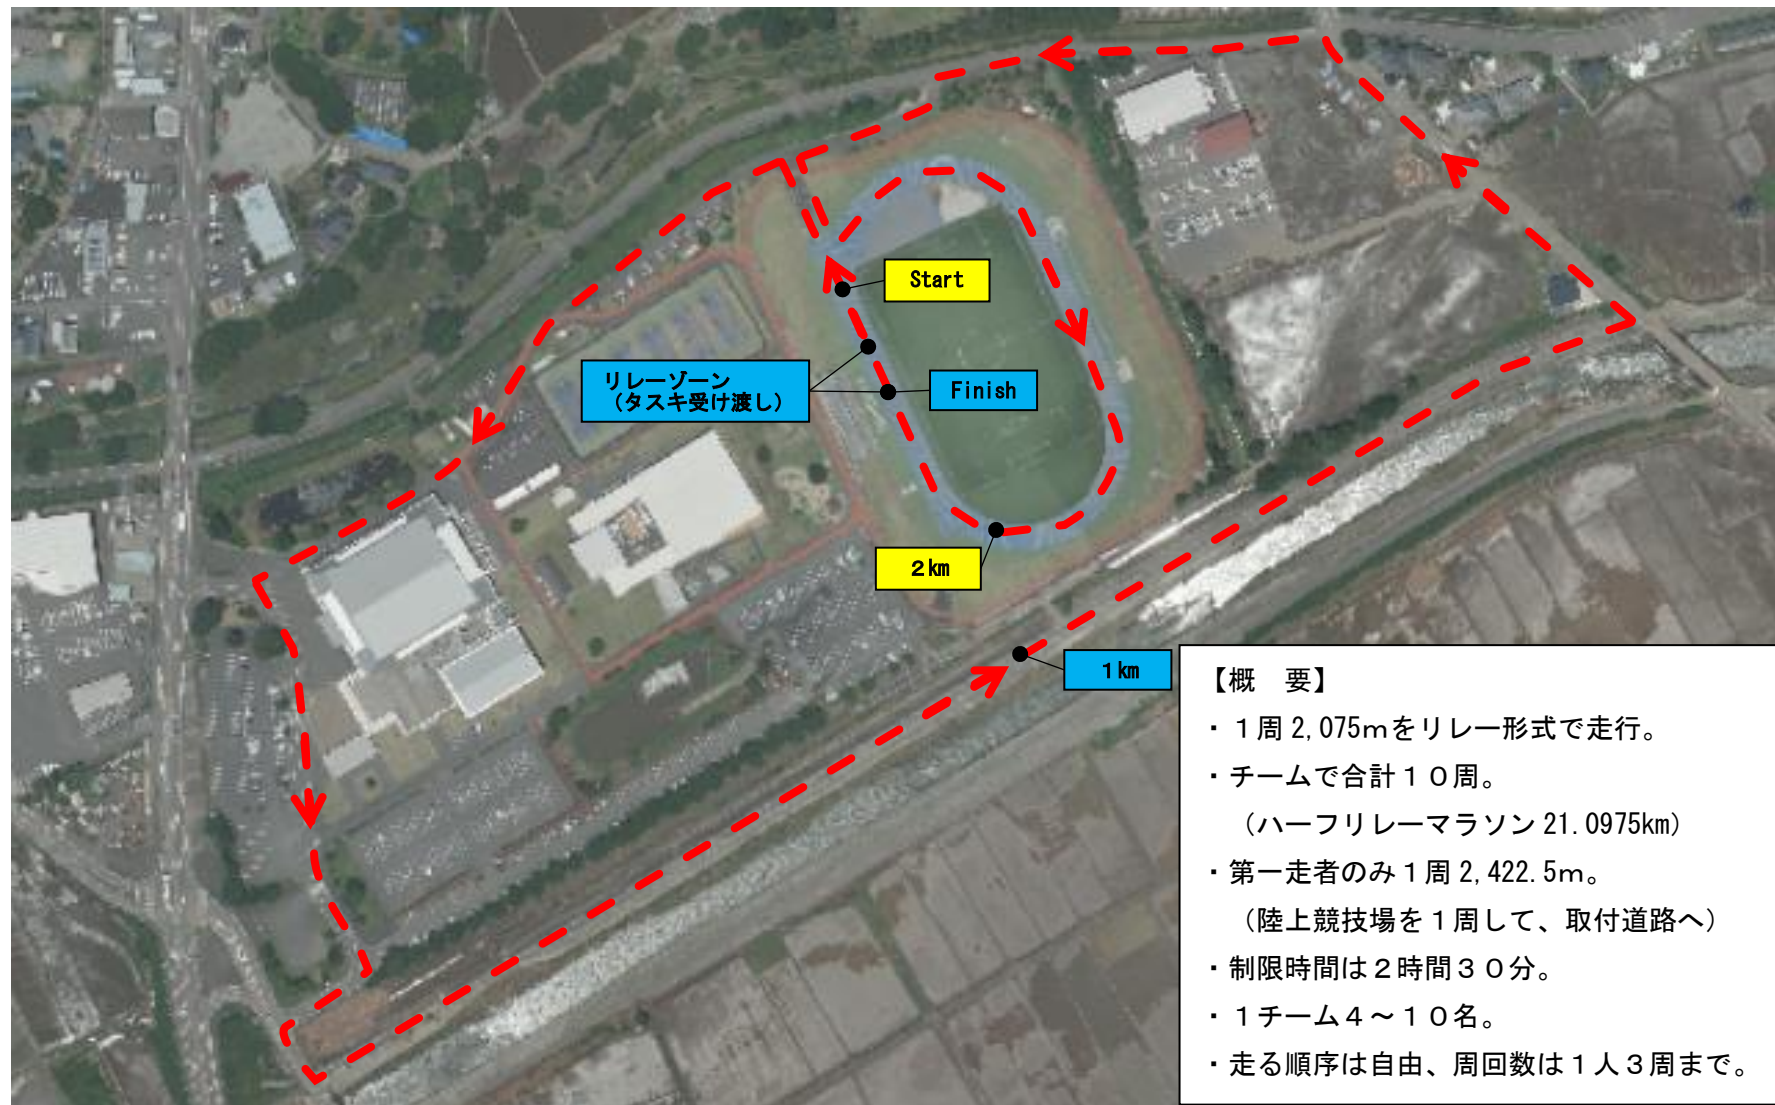 Start
リレーゾーン
（タスキ受け渡し）
Finish
２km
１km
【概　要】
・１周2,075ｍをリレー形式で走行。
・チームで合計１０周。
（ハーフリレーマラソン21.0975km）
・第一走者のみ１周2,422.5ｍ。
（陸上競技場を１周して、取付道路へ）
・制限時間は２時間３０分。
・１チーム４～１０名。
・走る順序は自由、周回数は１人３周まで。